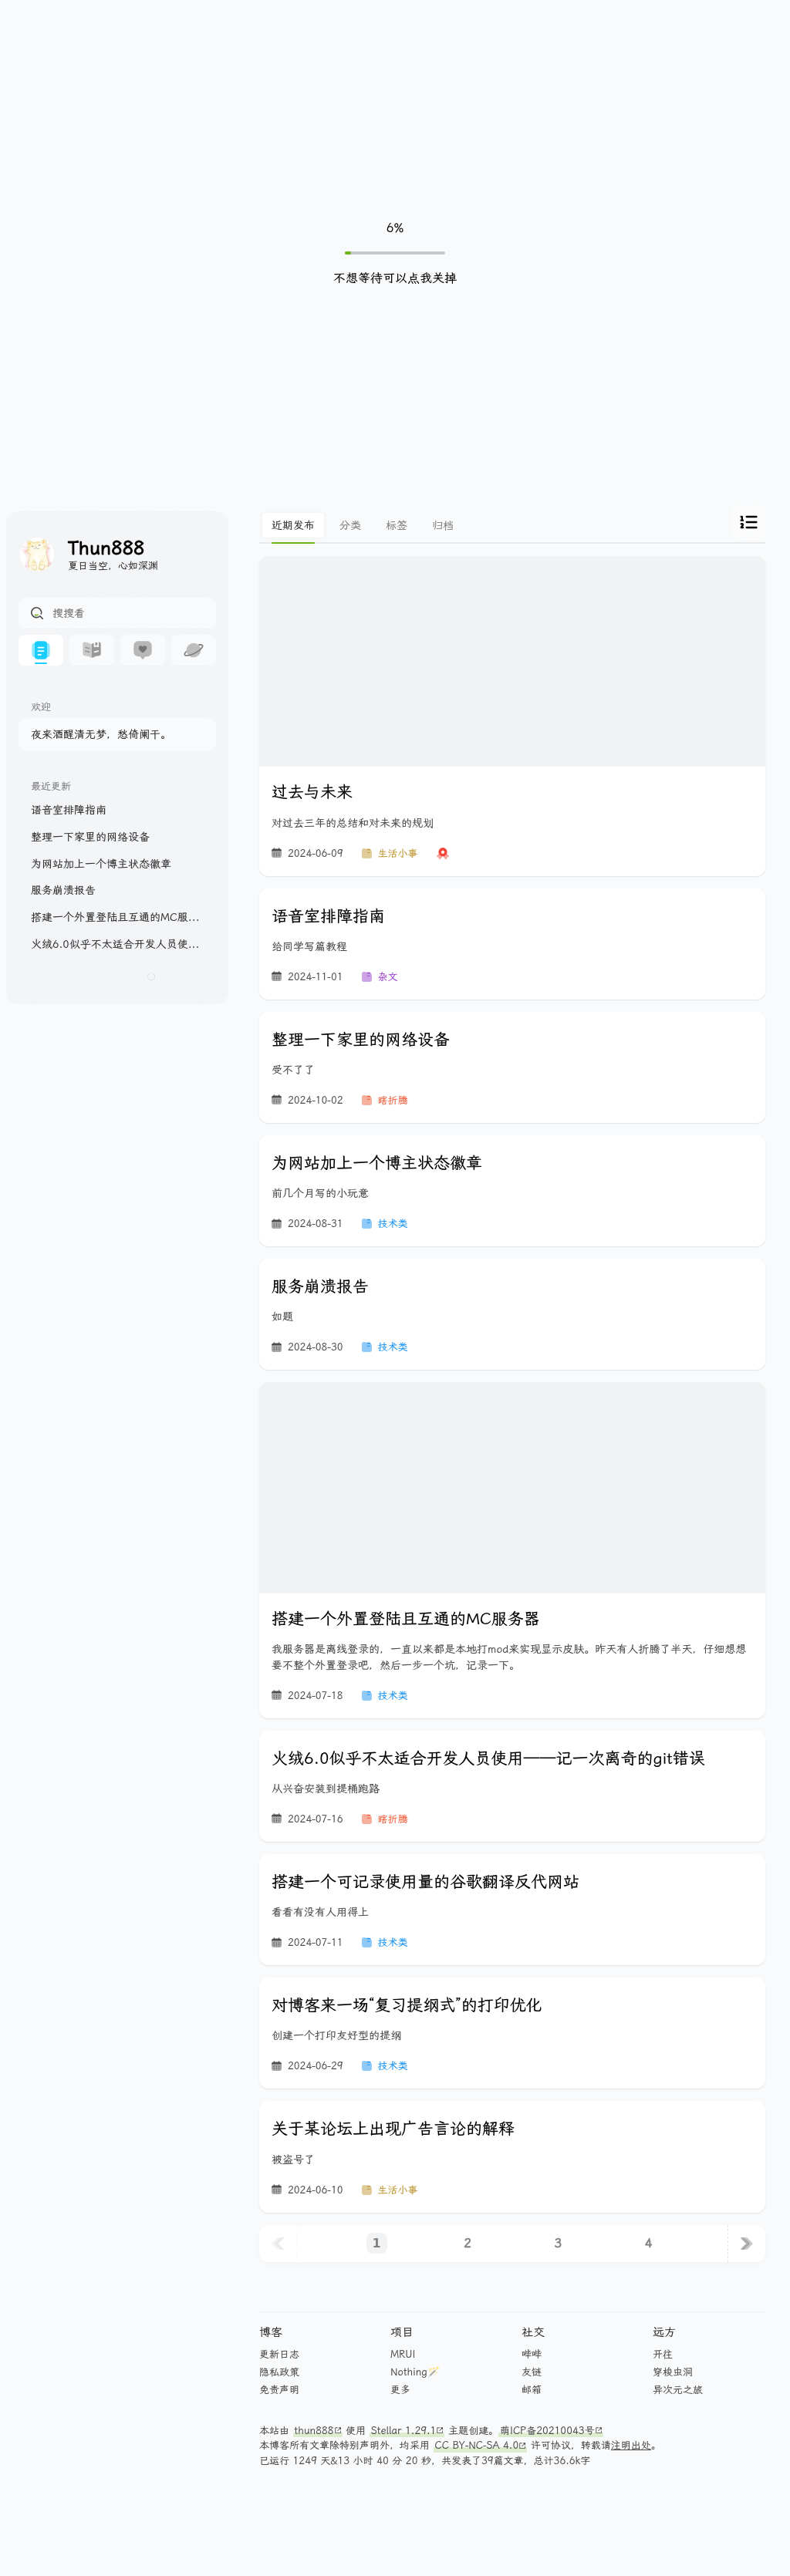 6%
不想等待可以点我关掉
Thun888
夏日当空，心如深渊
搜搜看
欢迎
夜来酒醒清无梦，愁倚阑干。
最近更新
语音室排障指南
整理一下家里的网络设备
为网站加上一个博主状态徽章
服务崩溃报告
搭建一个外置登陆且互通的MC服...
火绒6.0似乎不太适合开发人员使...
近期发布 分类 标签 归档
过去与未来
对过去三年的总结和对未来的规划
2024-06-09 生活小事
语音室排障指南
给同学写篇教程
2024-11-01 杂文
整理一下家里的网络设备
受不了了
2024-10-02 瞎折腾
为网站加上一个博主状态徽章
前几个月写的小玩意
2024-08-31 技术类
服务崩溃报告
如题
2024-08-30 技术类
搭建一个外置登陆且互通的MC服务器
我服务器是离线登录的，一直以来都是本地打mod来实现显示皮肤。昨天有人折腾了半天，仔细想想
要不整个外置登录吧，然后一步一个坑，记录一下。
2024-07-18 技术类
火绒6.0似乎不太适合开发人员使用——记一次离奇的git错误
从兴奋安装到提桶跑路
2024-07-16 瞎折腾
搭建一个可记录使用量的谷歌翻译反代网站
看看有没有人用得上
2024-07-11 技术类
对博客来一场“复习提纲式”的打印优化
创建一个打印友好型的提纲
2024-06-29 技术类
关于某论坛上出现广告言论的解释
被盗号了
2024-06-10 生活小事
1 2 3 4
博客 项目 社交 远方
更新日志 MRUI 哔哔 开往
隐私政策 Nothing🪄 友链 穿梭虫洞
免责声明 更多 邮箱 异次元之旅
本站由 thun888 使用 Stellar 1.29.1 主题创建。萌ICP备20210043号
本博客所有文章除特别声明外，均采用 CC BY-NC-SA 4.0 许可协议，转载请注明出处。
已运行 1249 天&13 小时 40 分 20 秒，共发表了39篇文章，总计36.6k字